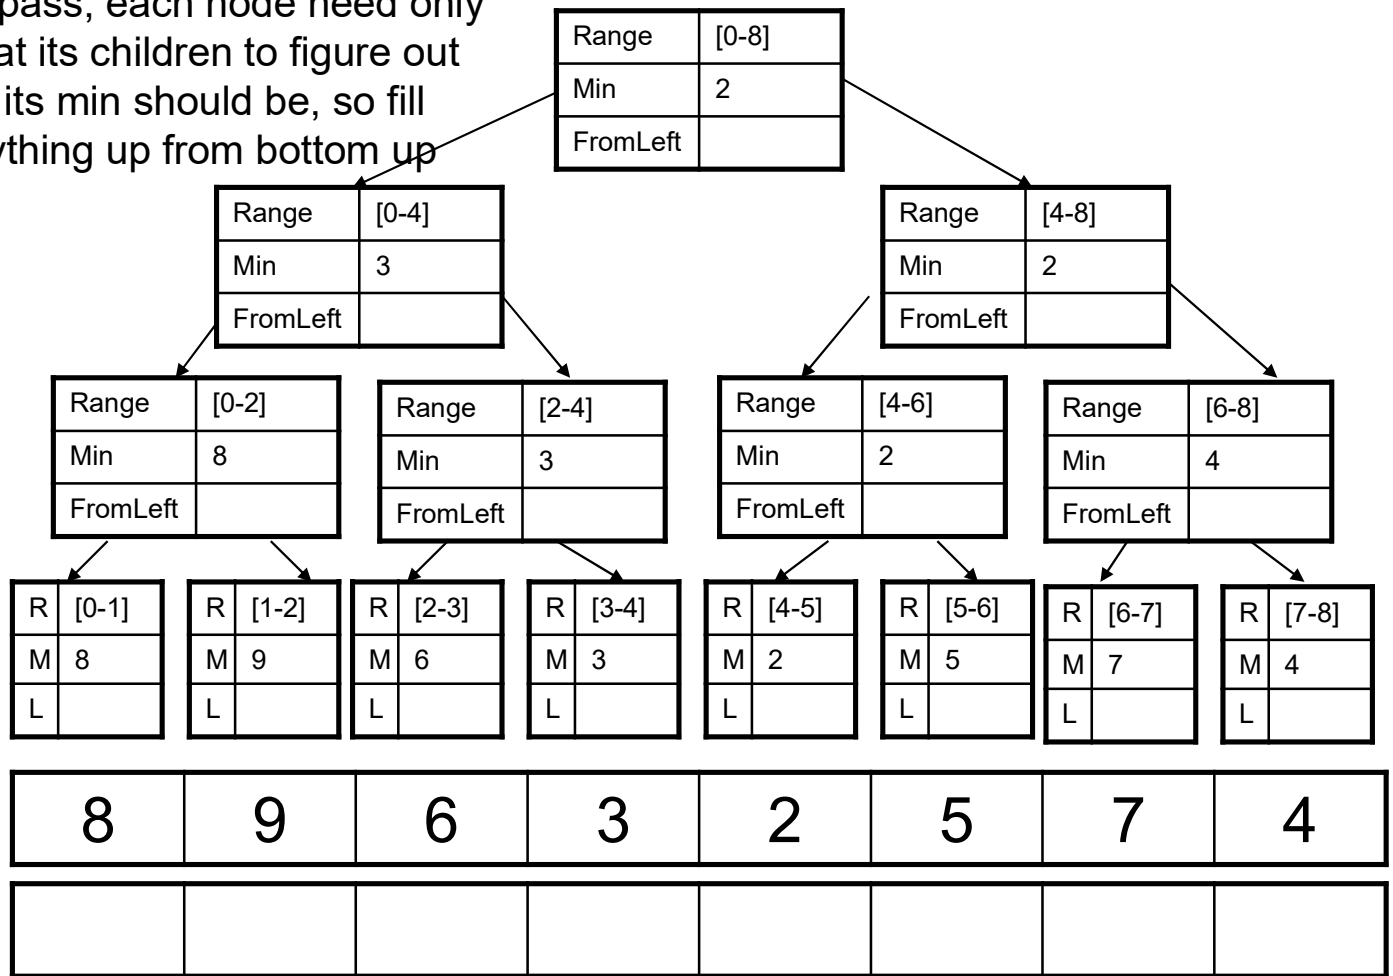 pass, each node need only
at its children to figure out
its min should be, so fill
thing up from bottom up
Range [0-8]
Min 2
FromLeft
Range [0-4]
Min 3
FromLeft
Range [4-8]
Min 2
FromLeft
Range [0-2]
Min 8
FromLeft
Range [2-4]
Min 3
FromLeft
Range [4-6]
Min 2
FromLeft
Range [6-8]
Min 4
FromLeft
R [0-1]
M 8
L
R [1-2]
M 9
L
R [2-3]
M 6
L
R [3-4]
M 3
L
R [4-5]
M 2
L
R [5-6]
M 5
L
R [6-7]
M 7
L
R [7-8]
M 4
L
8 9 6 3 2 5 7 4